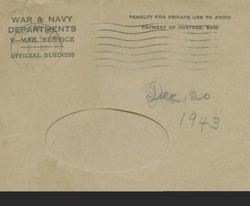 WAR & NAVY
DEPARTMENTS
V-MAIL SERVICE
OFFICIAL BUSINESS
PENALTY FOR PRIVATE USE TO AVOID
PAYMENT OF POSTAGE, $300
Dec. 20
1943